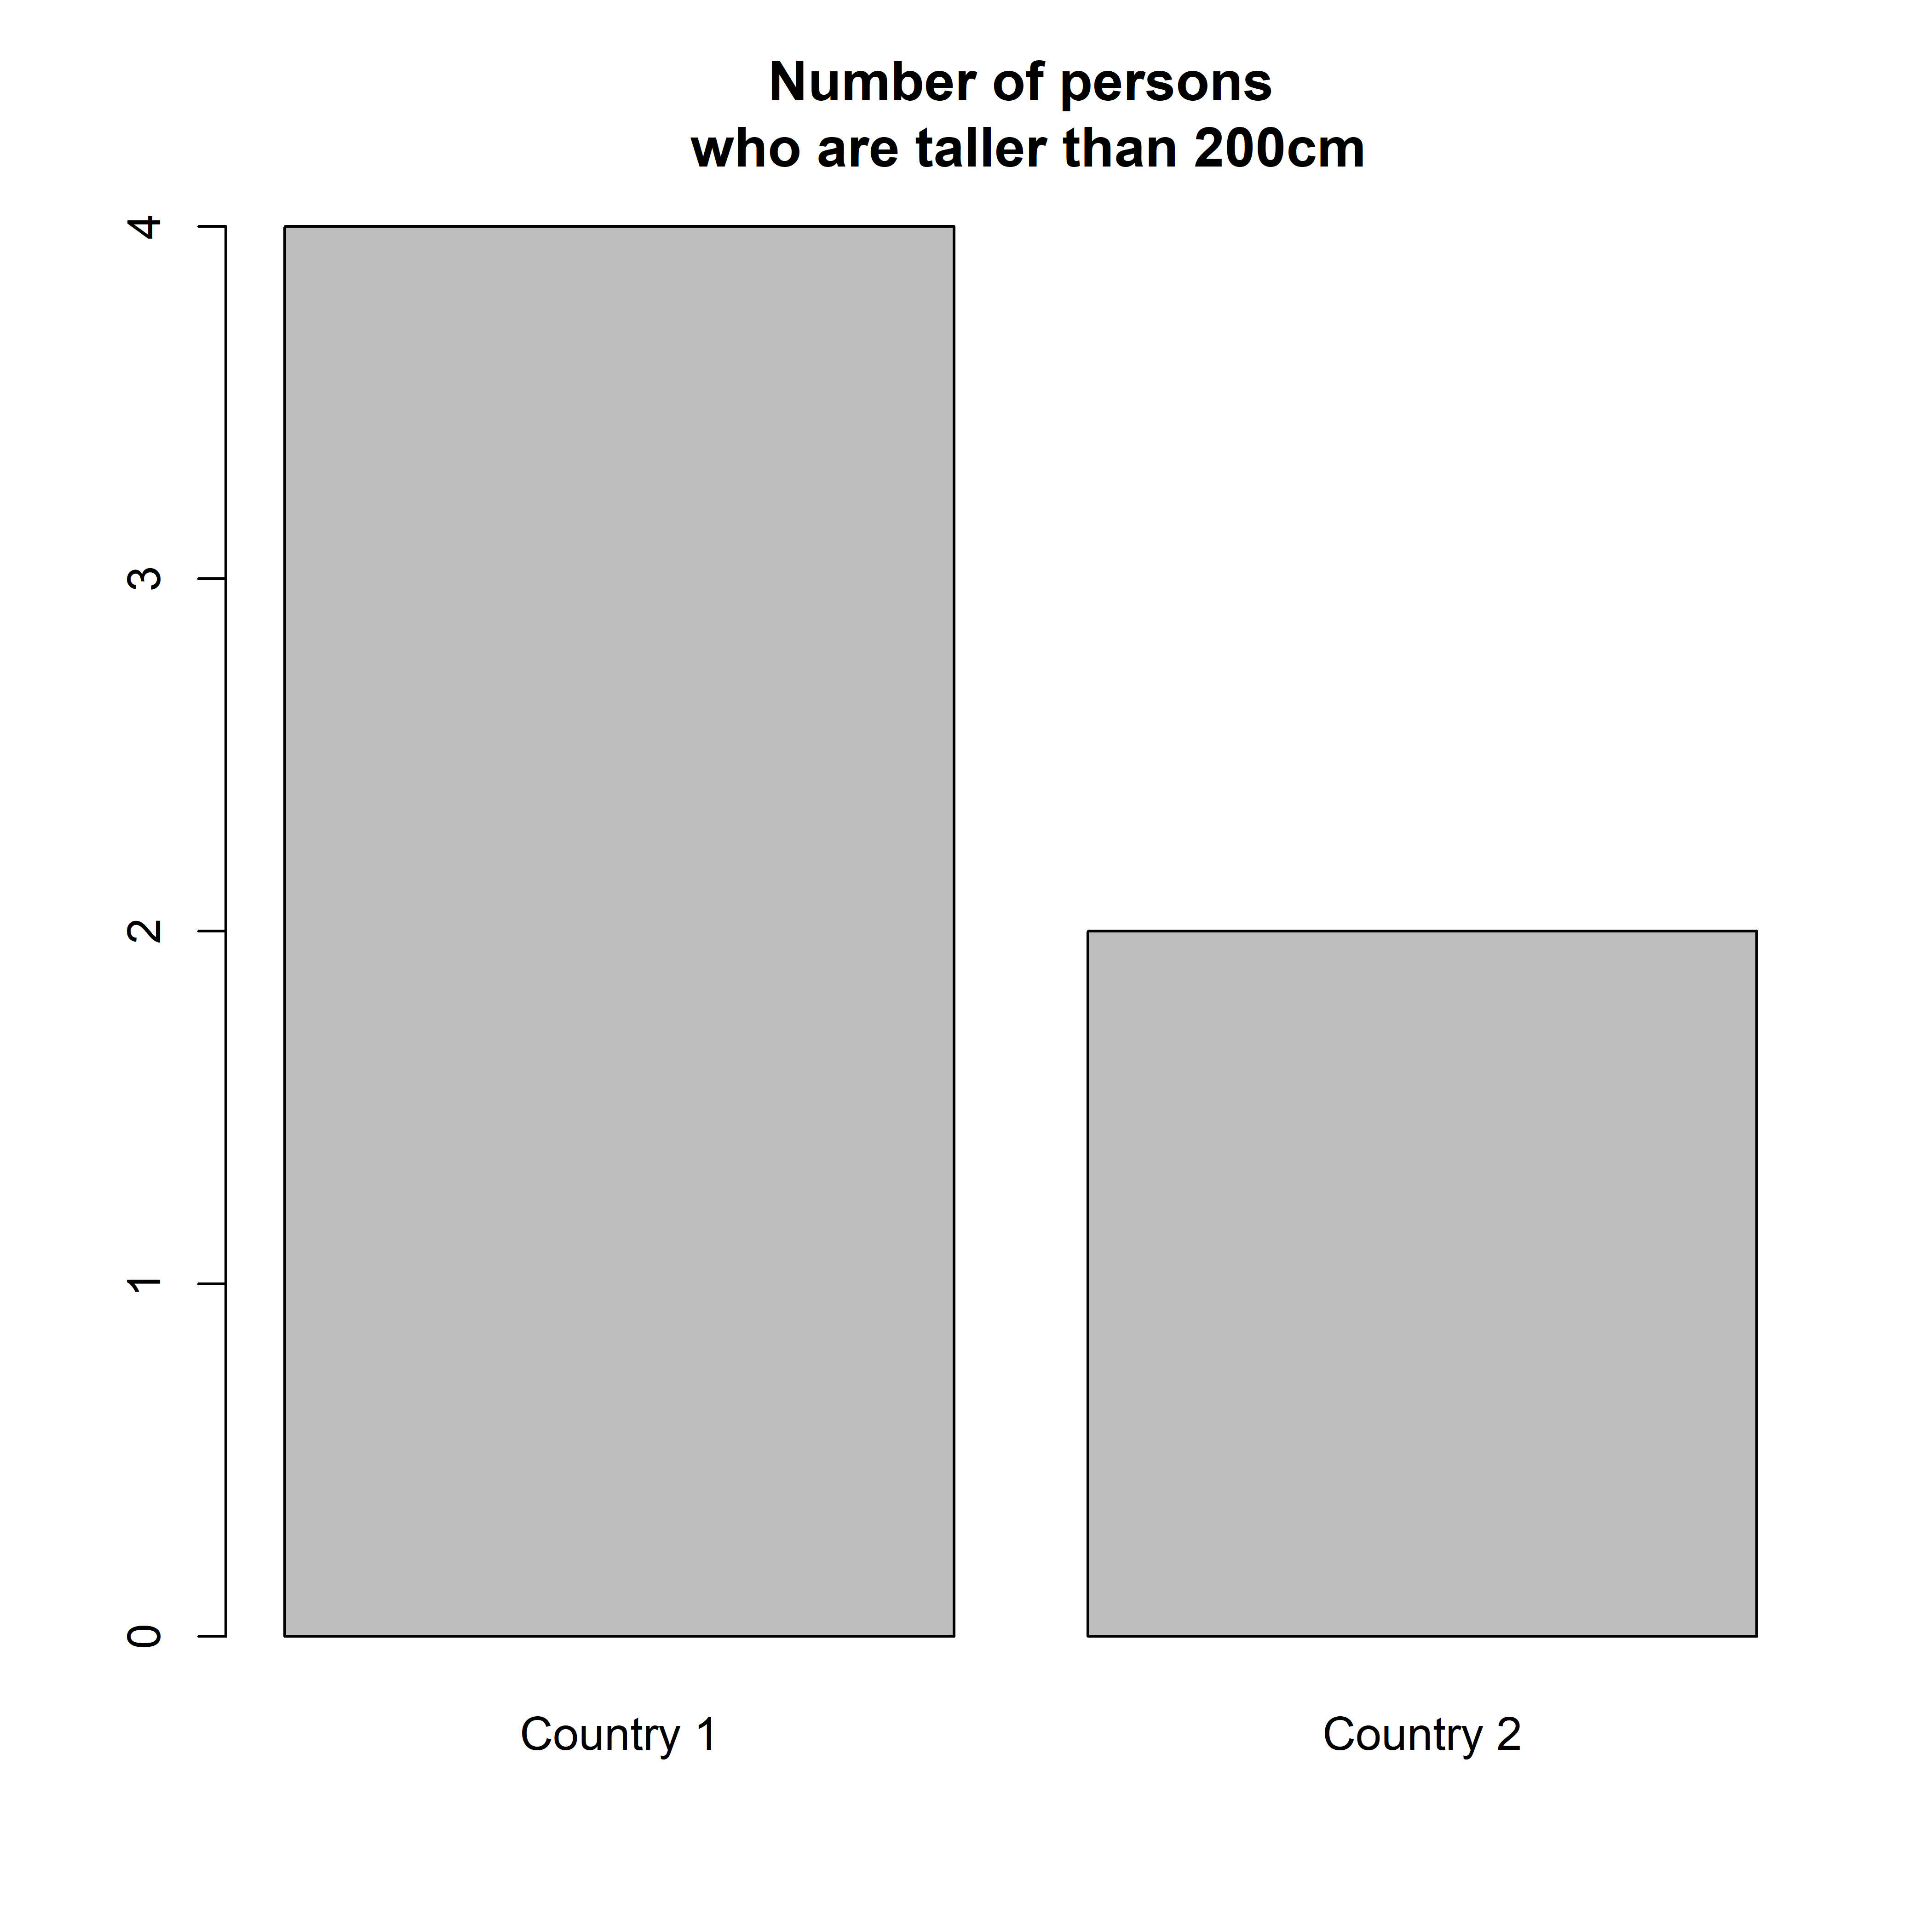 Number of persons
who are taller than 200cm
4
3
2
1
0
Country 1
Country 2